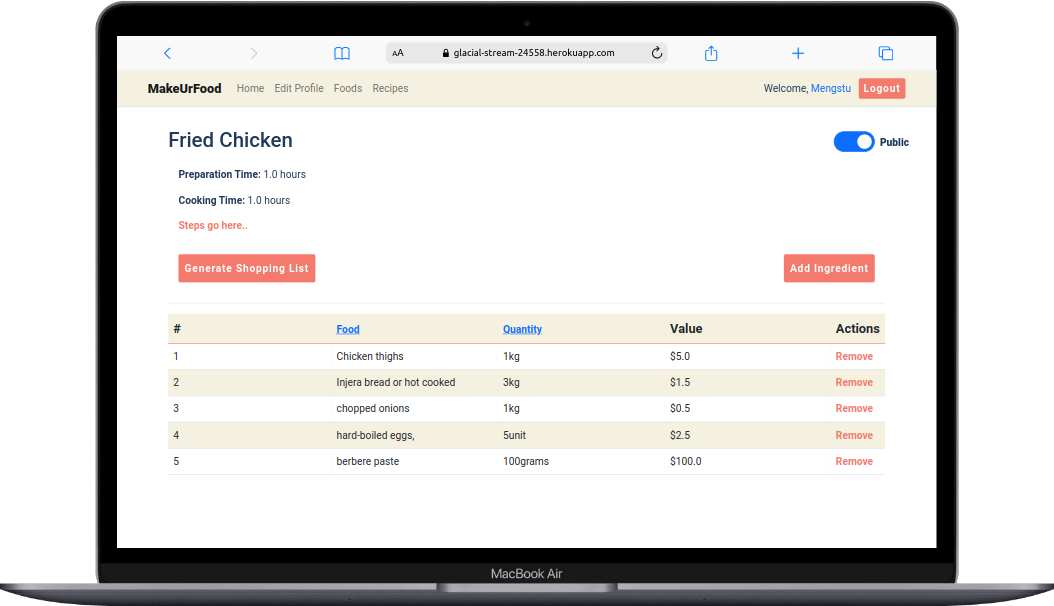 AA glacial-stream-24558.herokuapp.com
MakeUrFood Home Edit Profile Foods Recipes Welcome, Mengstu Logout
Fried Chicken Public
Preparation Time: 1.0 hours
Cooking Time: 1.0 hours
Steps go here..
Generate Shopping List Add Ingredient
# Food Quantity Value Actions
1 Chicken thighs 1kg $5.0 Remove
2 Injera bread or hot cooked 3kg $1.5 Remove
3 chopped onions 1kg $0.5 Remove
4 hard-boiled eggs, 5unit $2.5 Remove
5 berbere paste 100grams $100.0 Remove
MacBook Air